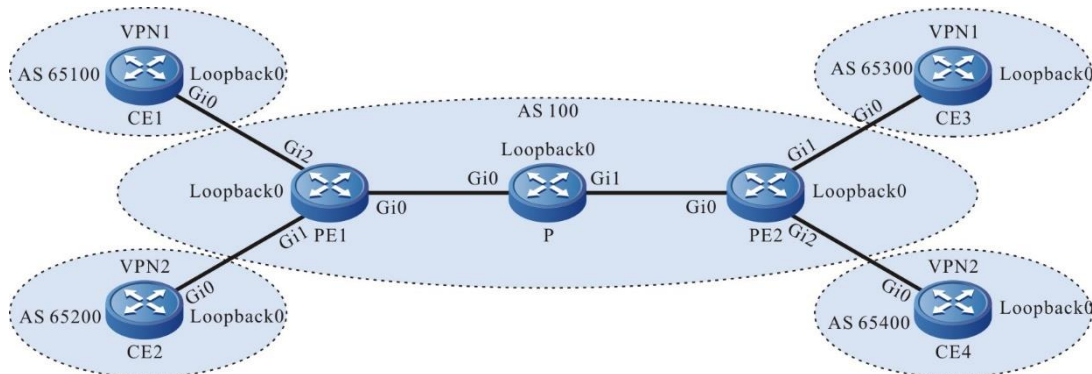 VPN1
AS 65100
Loopback0
Gi0
CE1
VPN1
AS 65300
Loopback0
Gi0
CE3
AS 100
Gi2
Loopback0
Gi1
Loopback0
Gi0
Gi0
Gi1
Gi0
Loopback0
PE1
P
PE2
Gi1
Gi2
VPN2
Gi0
AS 65200
Loopback0
CE2
VPN2
Gi0
Loopback0
AS 65400
CE4